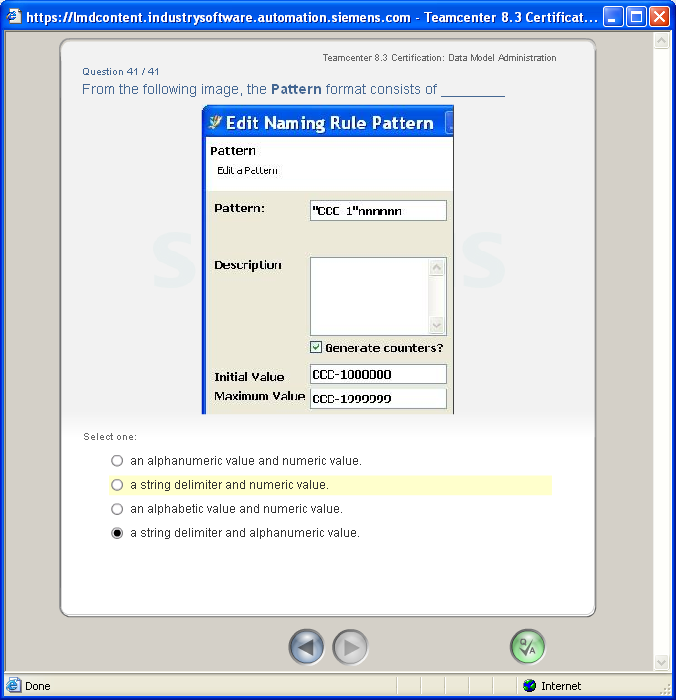 https://lmdcontent.industrysoftware.automation.siemens.com - Teamcenter 8.3 Certificat...
Teamcenter 8.3 Certification: Data Model Administration
Question 41 / 41
From the following image, the Pattern format consists of ________
Edit Naming Rule Pattern
Pattern
Edit a Pattern
Pattern: "CCC-1"nnnnnn
Description
Generate counters?
Initial Value CCC-1000000
Maximum Value CCC-1999999
Select one:
an alphanumeric value and numeric value.
a string delimiter and numeric value.
an alphabetic value and numeric value.
a string delimiter and alphanumeric value.
Q/A
Done Internet